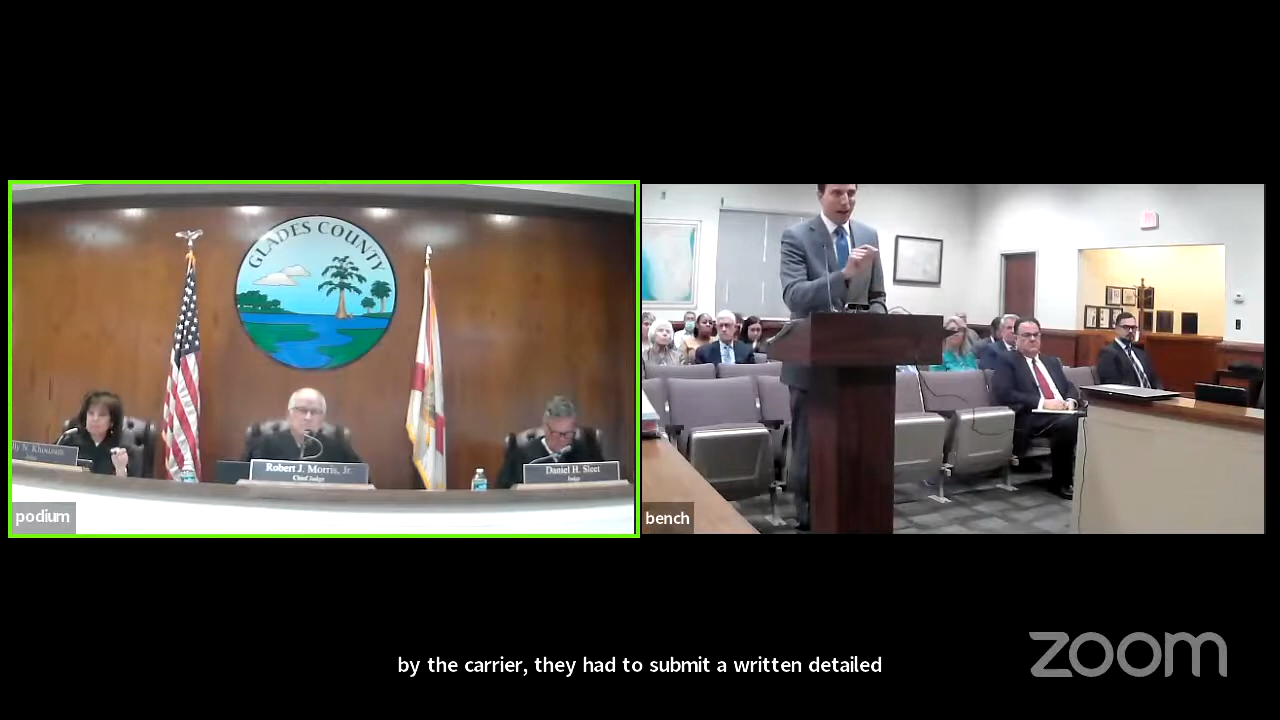 GLADES COUNTY
Robert J. Morris, Jr.
Chief Judge
Daniel H. Sleet
Judge
podium
bench
by the carrier, they had to submit a written detailed
zoom